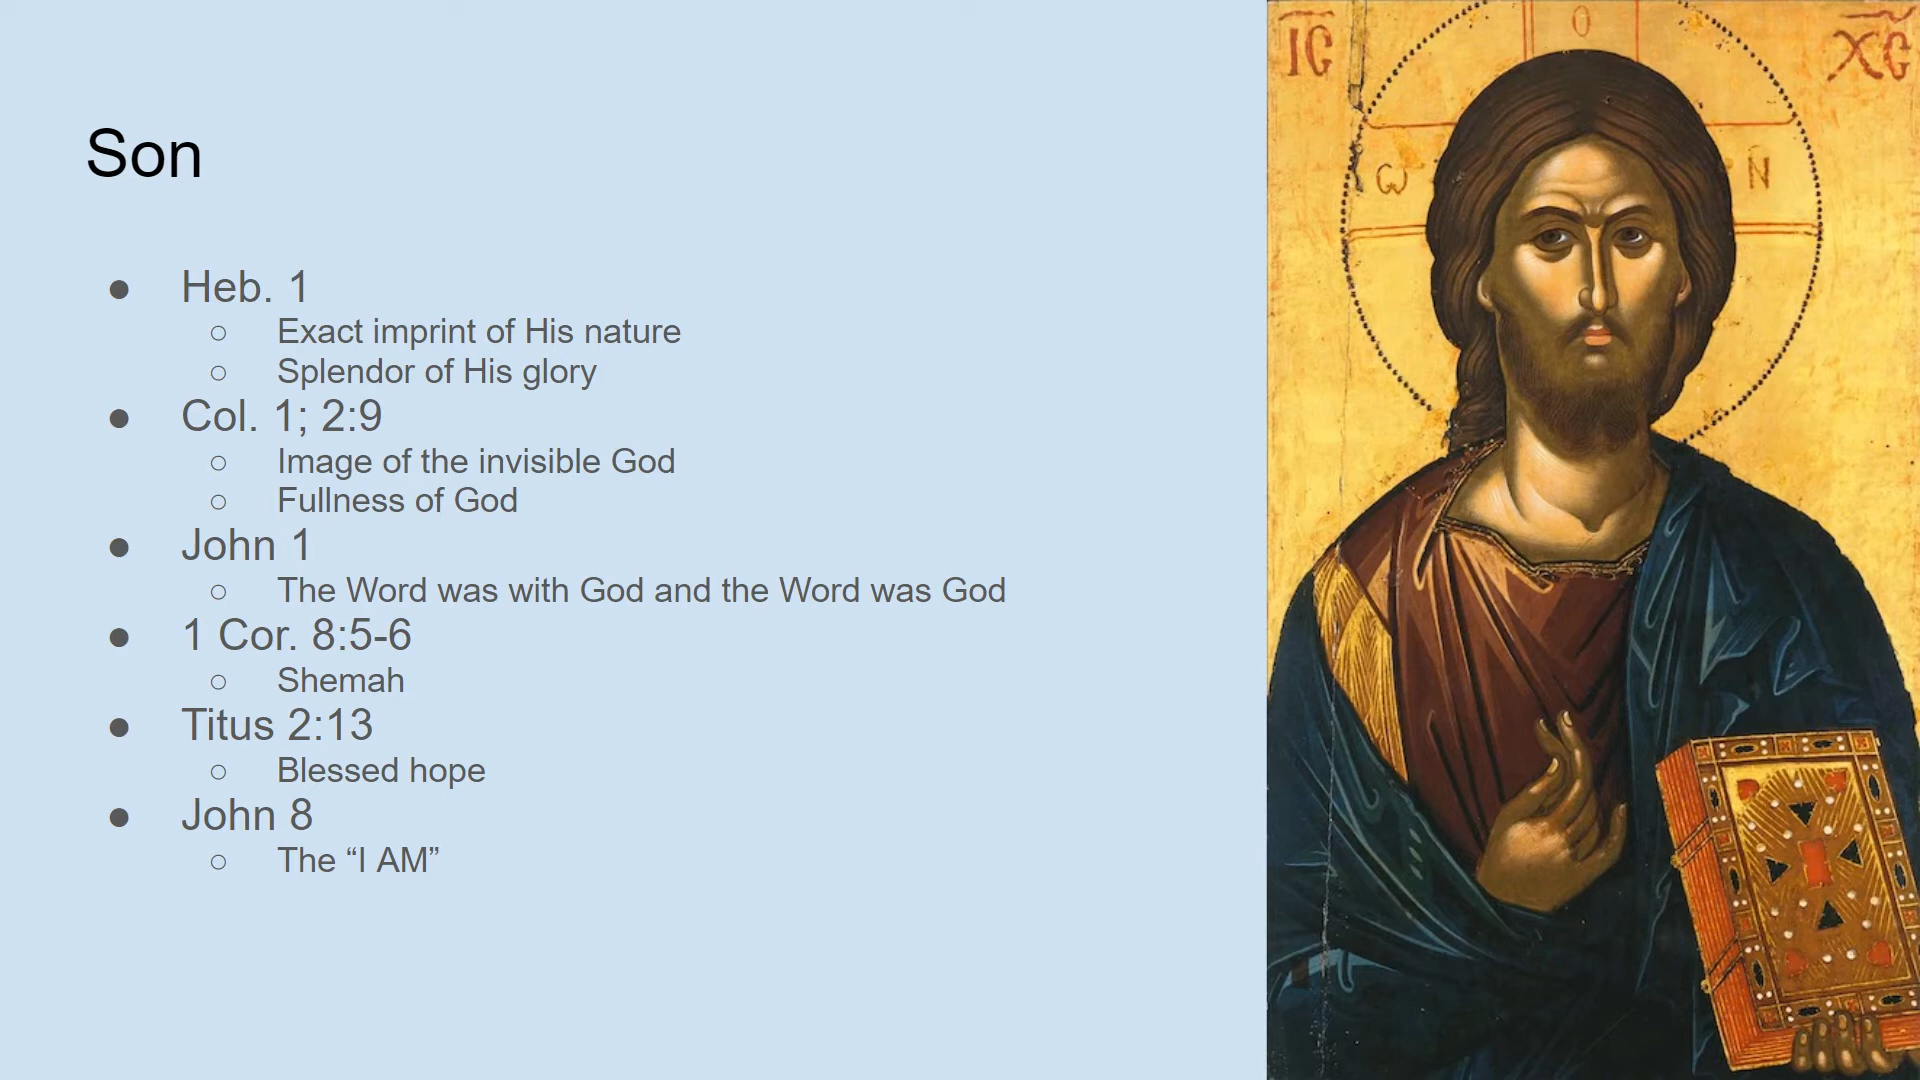 Son
● Heb. 1
○ Exact imprint of His nature
○ Splendor of His glory
● Col. 1; 2:9
○ Image of the invisible God
○ Fullness of God
● John 1
○ The Word was with God and the Word was God
● 1 Cor. 8:5-6
○ Shemah
● Titus 2:13
○ Blessed hope
● John 8
○ The “I AM”
IC XC
Ο
ω Ν